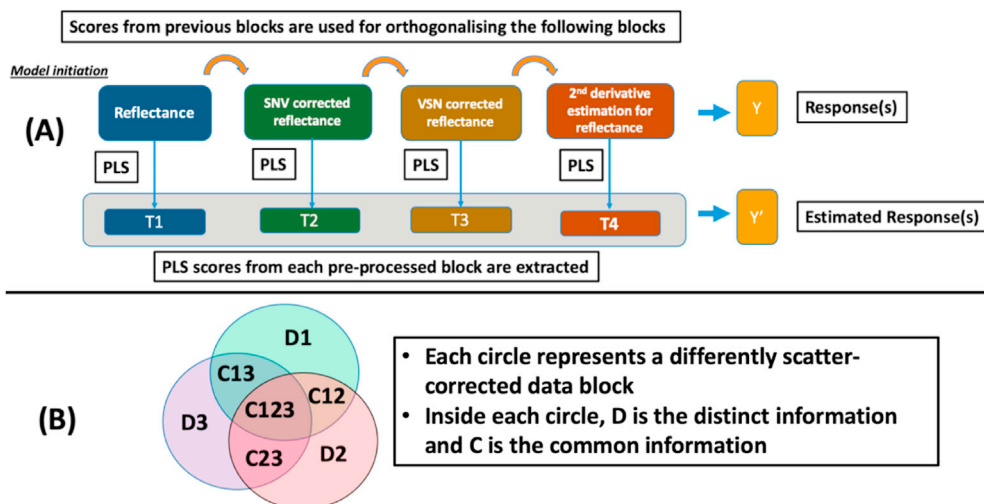 Scores from previous blocks are used for orthogonalising the following blocks
Model initiation
(A)
Reflectance
SNV corrected
reflectance
VSN corrected
reflectance
2nd derivative
estimation for
reflectance
Y
Response(s)
PLS
PLS
PLS
PLS
T1
T2
T3
T4
Y'
Estimated Response(s)
PLS scores from each pre-processed block are extracted
(B)
D1
C13
C12
C123
D3
C23
D2
• Each circle represents a differently scatter-
corrected data block
• Inside each circle, D is the distinct information
and C is the common information